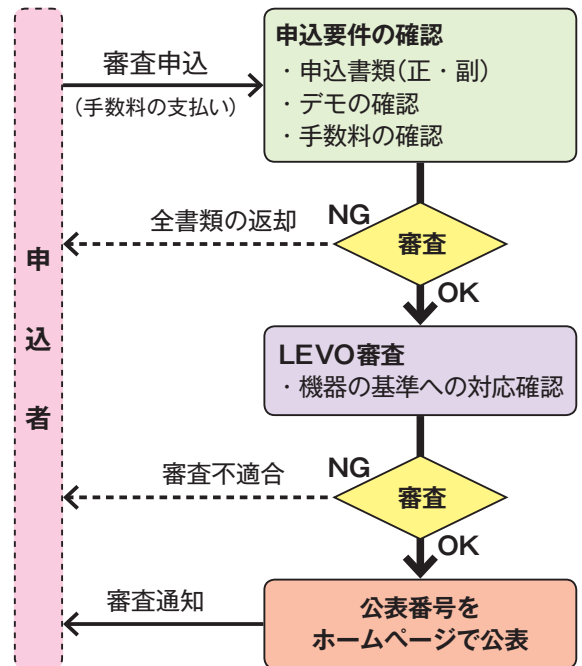 申込者
審査申込
(手数料の支払い)
申込要件の確認
・申込書類(正・副)
・デモの確認
・手数料の確認
全書類の返却
NG
審査
OK
LEVO審査
・機器の基準への対応確認
審査不適合
NG
審査
OK
審査通知
公表番号を
ホームページで公表